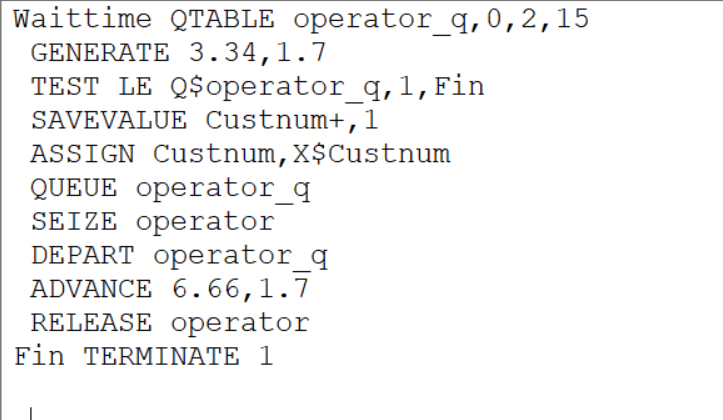 Waittime QTABLE operator_q,0,2,15
GENERATE 3.34,1.7
TEST LE Q$operator_q,1,Fin
SAVEVALUE Custnum+,1
ASSIGN Custnum,X$Custnum
QUEUE operator_q
SEIZE operator
DEPART operator_q
ADVANCE 6.66,1.7
RELEASE operator
Fin TERMINATE 1